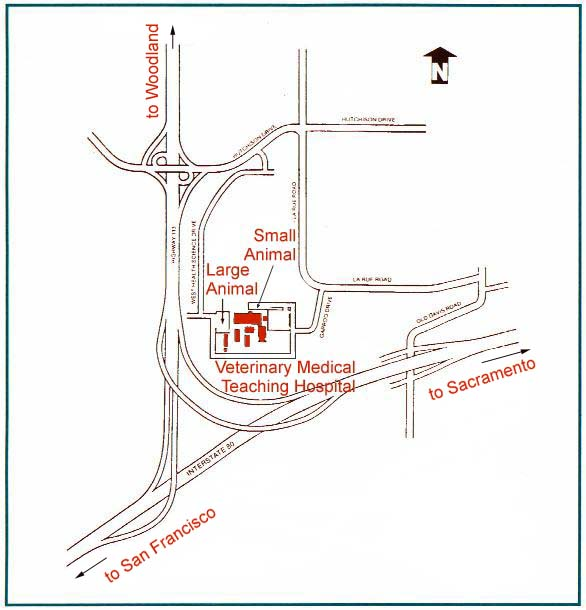 to Woodland
N
HUTCHISON DRIVE
HUTCHISON DRIVE
LA RUE ROAD
HIGHWAY 113
WEST HEALTH SCIENCE DRIVE
Small
Animal
Large
Animal
LA RUE ROAD
GARROD DRIVE
OLD DAVIS ROAD
Veterinary Medical
Teaching Hospital
to Sacramento
INTERSTATE 80
to San Francisco